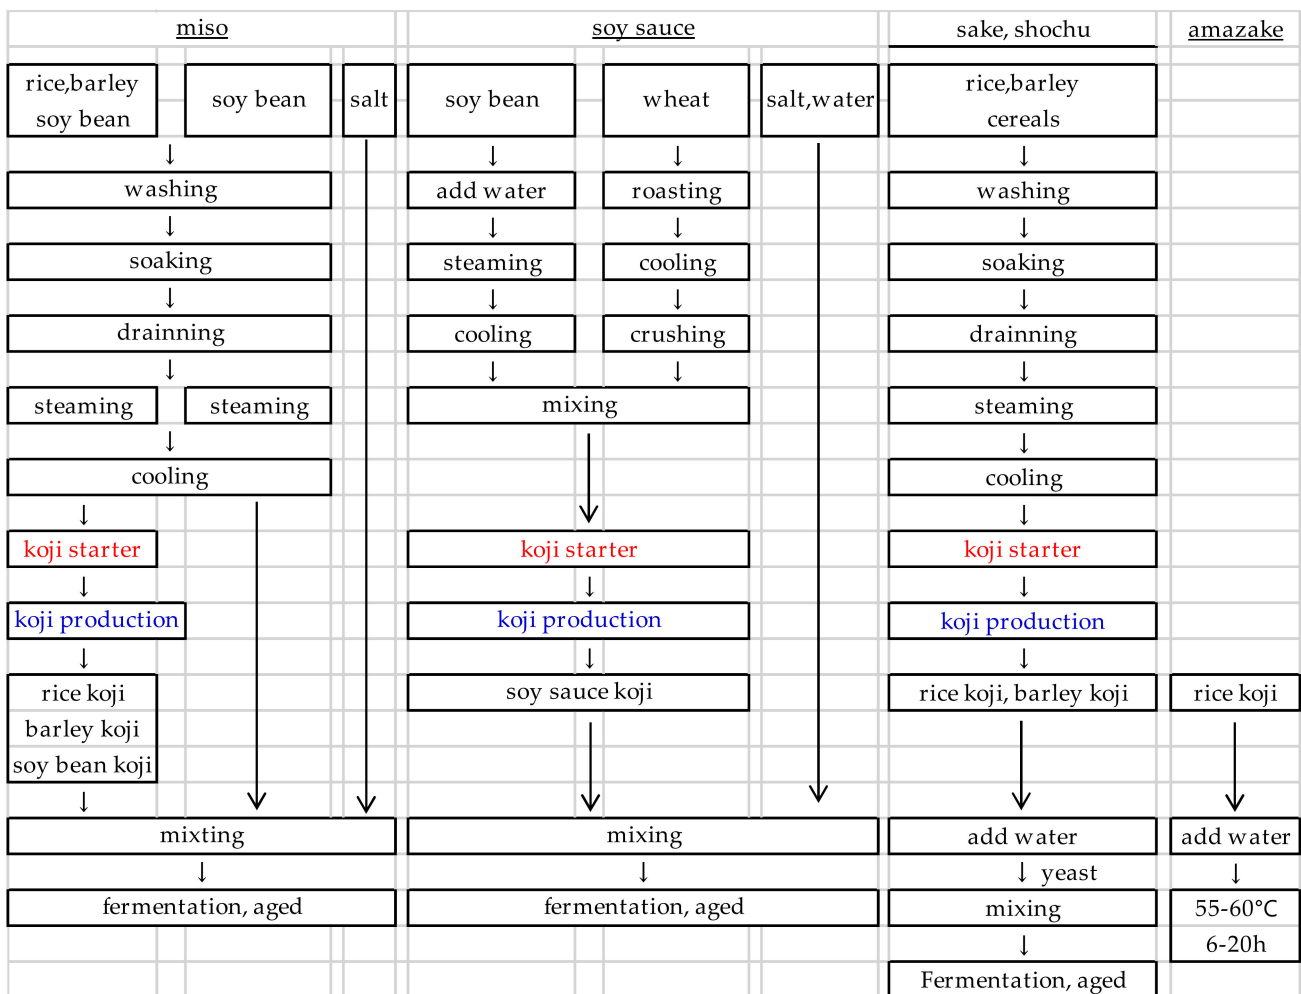 miso
soy sauce
sake, shochu
amazake
rice,barley
soy bean
soy bean
salt
soy bean
wheat
salt,water
rice,barley
cereals
↓
↓
↓
↓
washing
add water
roasting
washing
↓
↓
↓
↓
soaking
steaming
cooling
soaking
↓
↓
↓
↓
drainning
cooling
crushing
drainning
↓
↓
↓
↓
steaming
steaming
mixing
steaming
↓
↓
cooling
cooling
↓
↓
koji starter
koji starter
koji starter
↓
↓
↓
koji production
koji production
koji production
↓
↓
↓
rice koji
barley koji
soy bean koji
soy sauce koji
rice koji, barley koji
rice koji
↓
mixting
mixing
add water
add water
↓
↓
↓ yeast
↓
fermentation, aged
fermentation, aged
mixing
55-60℃
6-20h
↓
Fermentation, aged